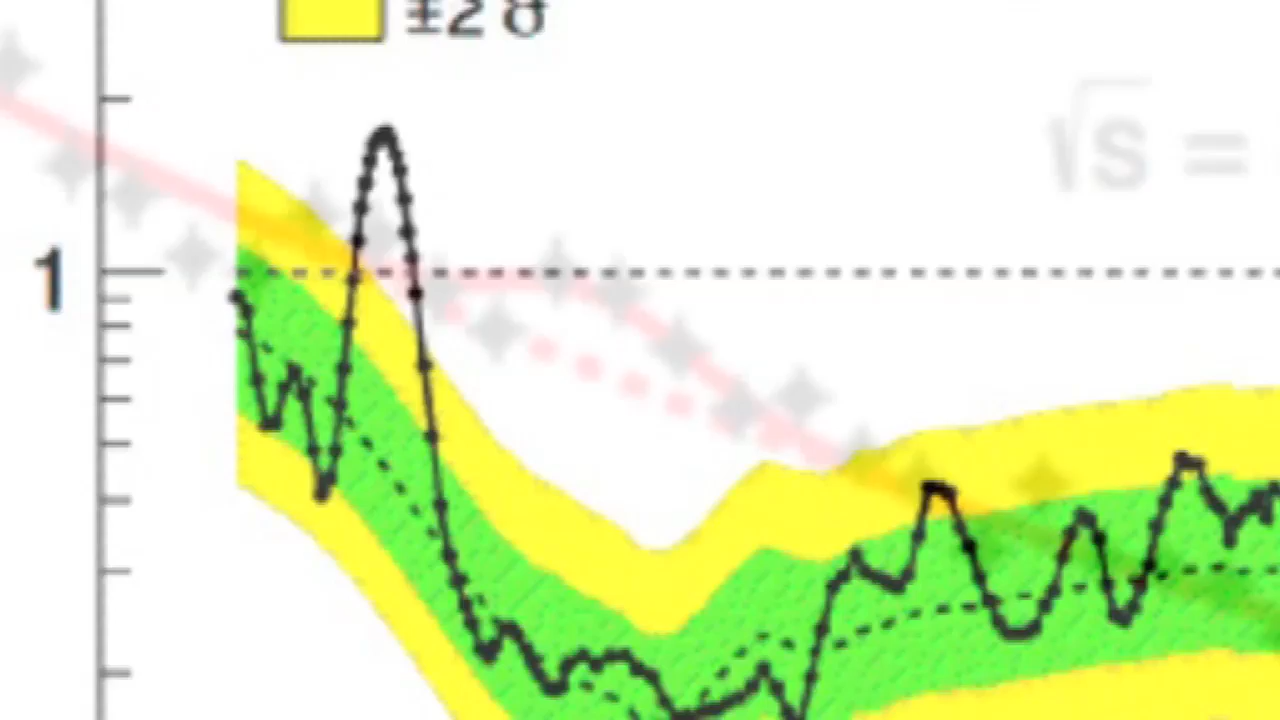 ±2 σ
√s =
1